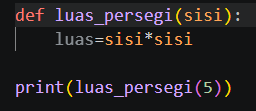 def luas_persegi(sisi):
    luas=sisi*sisi

print(luas_persegi(5))